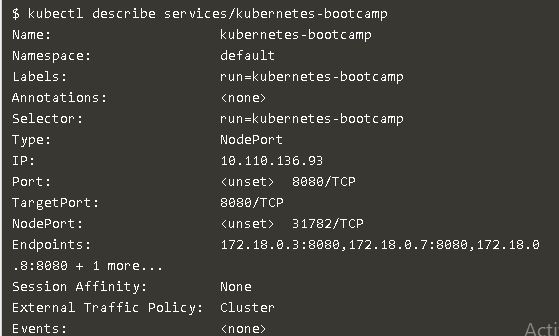 $ kubectl describe services/kubernetes-bootcamp
Name:                     kubernetes-bootcamp
Namespace:                default
Labels:                   run=kubernetes-bootcamp
Annotations:              <none>
Selector:                 run=kubernetes-bootcamp
Type:                     NodePort
IP:                       10.110.136.93
Port:                     <unset>  8080/TCP
TargetPort:               8080/TCP
NodePort:                 <unset>  31782/TCP
Endpoints:                172.18.0.3:8080,172.18.0.7:8080,172.18.0
.8:8080 + 1 more...
Session Affinity:         None
External Traffic Policy:  Cluster
Events:                   <none>
Acti